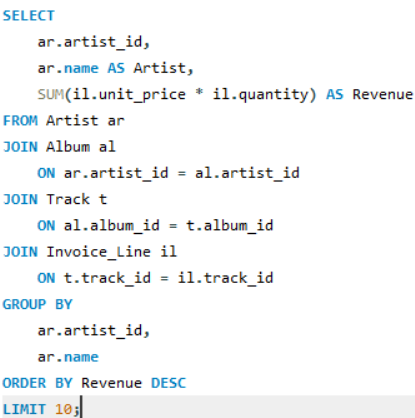 SELECT
    ar.artist_id,
    ar.name AS Artist,
    SUM(il.unit_price * il.quantity) AS Revenue
FROM Artist ar
JOIN Album al
    ON ar.artist_id = al.artist_id
JOIN Track t
    ON al.album_id = t.album_id
JOIN Invoice_Line il
    ON t.track_id = il.track_id
GROUP BY
    ar.artist_id,
    ar.name
ORDER BY Revenue DESC
LIMIT 10;